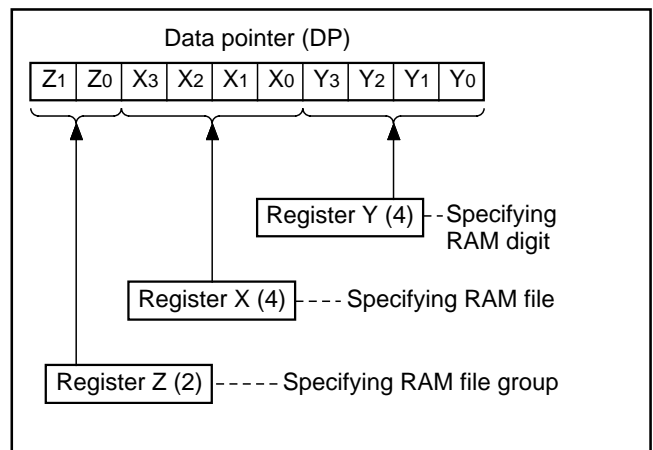 Data pointer (DP)
Z1 Z0 X3 X2 X1 X0 Y3 Y2 Y1 Y0
Register Y (4) Specifying
RAM digit
Register X (4) Specifying RAM file
Register Z (2) Specifying RAM file group